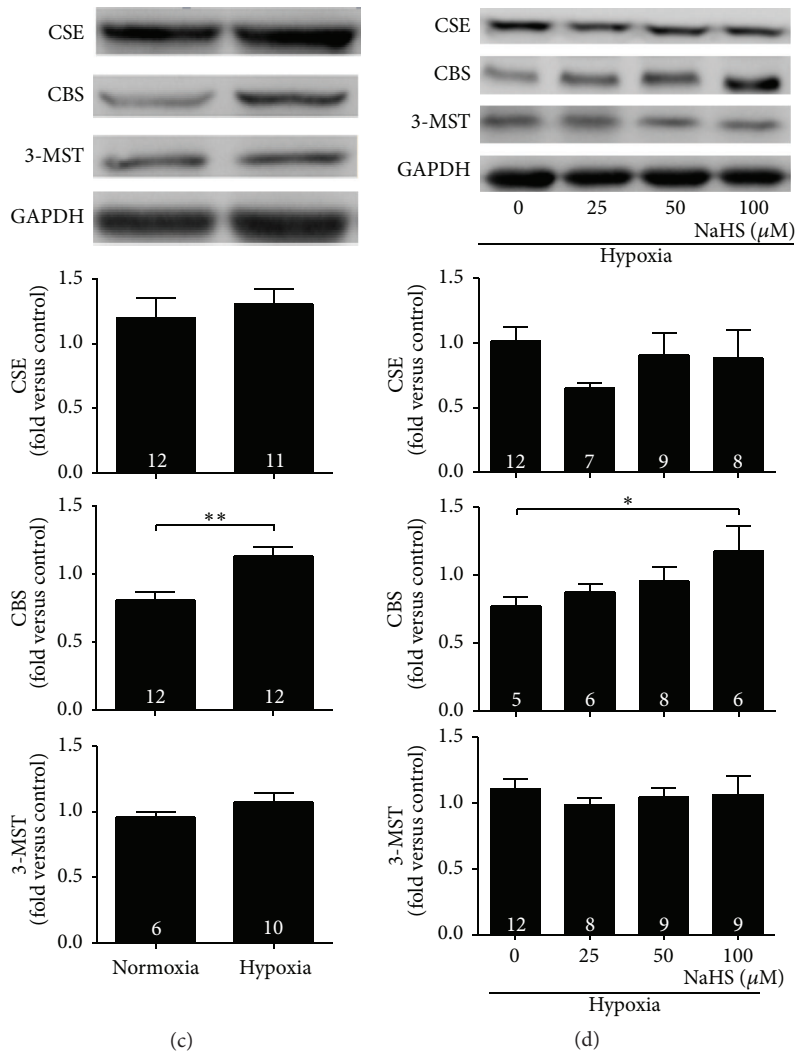 CSE
CBS
3-MST
GAPDH
1.5
1.0
0.5
0.0
CSE
(fold versus control)
12 11
1.5
1.0
0.5
0.0
CBS
(fold versus control)
**
12 12
1.5
1.0
0.5
0.0
3-MST
(fold versus control)
6 10
Normoxia Hypoxia
(c)
CSE
CBS
3-MST
GAPDH
0 25 50 100
NaHS (μM)
Hypoxia
1.5
1.0
0.5
0.0
CSE
(fold versus control)
12 7 9 8
1.5
1.0
0.5
0.0
CBS
(fold versus control)
*
5 6 8 6
1.5
1.0
0.5
0.0
3-MST
(fold versus control)
12 8 9 9
0 25 50 100
NaHS (μM)
Hypoxia
(d)